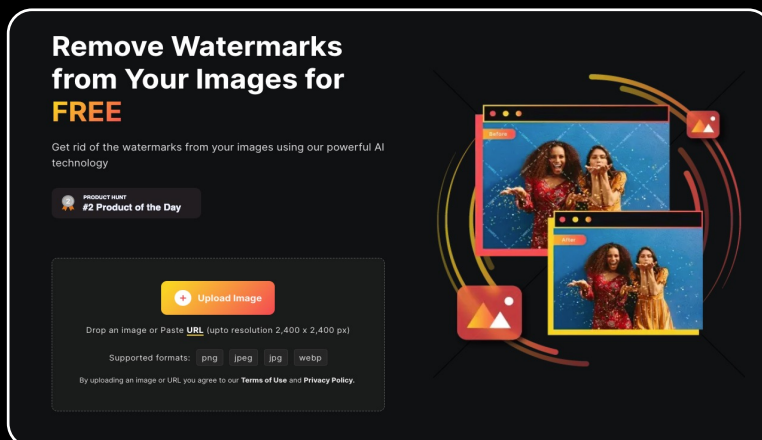 Remove Watermarks
from Your Images for
FREE
Get rid of the watermarks from your images using our powerful AI
technology
2
PRODUCT HUNT
#2 Product of the Day
Upload Image
Drop an image or Paste URL (upto resolution 2,400 x 2,400 px)
Supported formats: png jpeg jpg webp
By uploading an image or URL you agree to our Terms of Use and Privacy Policy.
Before
After